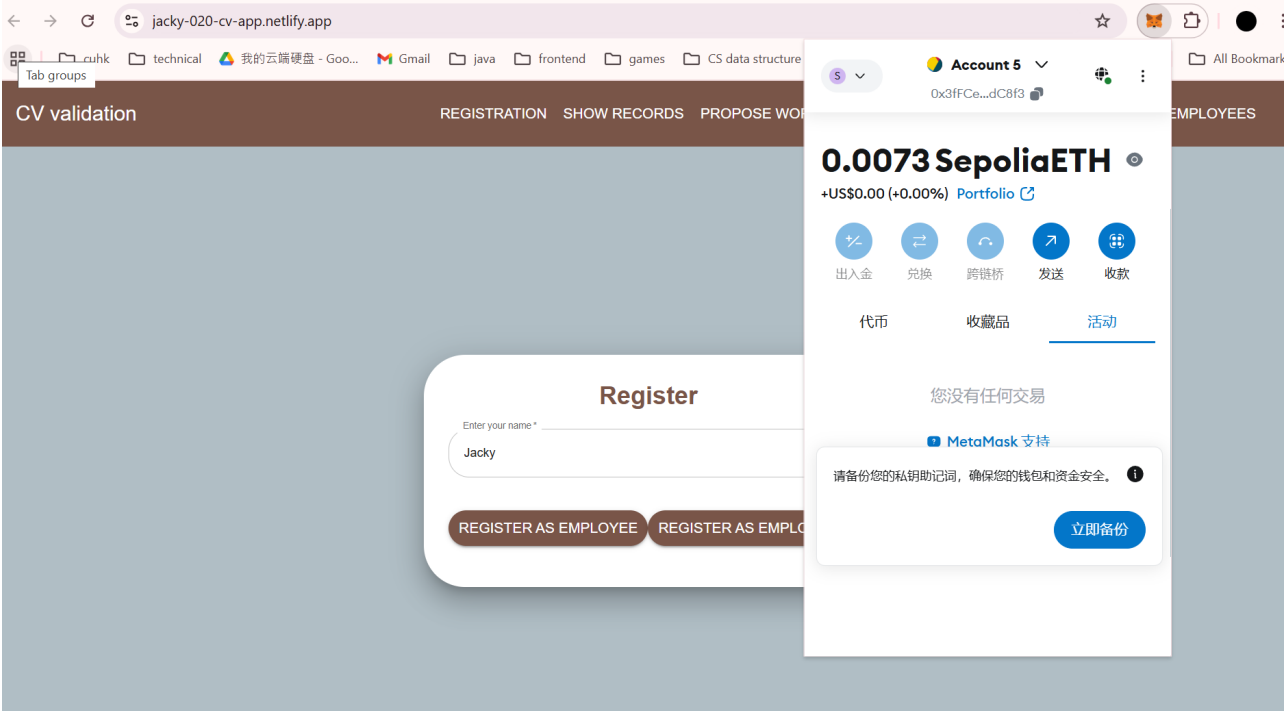 jacky-020-cv-app.netlify.app
cuhk
technical
我的云端硬盘 - Goo...
Gmail
java
frontend
games
CS data structure
All Bookmark
Tab groups
CV validation
REGISTRATION
SHOW RECORDS
PROPOSE WOR
EMPLOYEES
S
Account 5
0x3fFCe...dC8f3
0.0073 SepoliaETH
+US$0.00 (+0.00%) Portfolio
出入金
兑换
跨链桥
发送
收款
代币
收藏品
活动
您没有任何交易
MetaMask 支持
请备份您的私钥助记词，确保您的钱包和资金安全。
立即备份
Register
Enter your name *
Jacky
REGISTER AS EMPLOYEE
REGISTER AS EMPLO